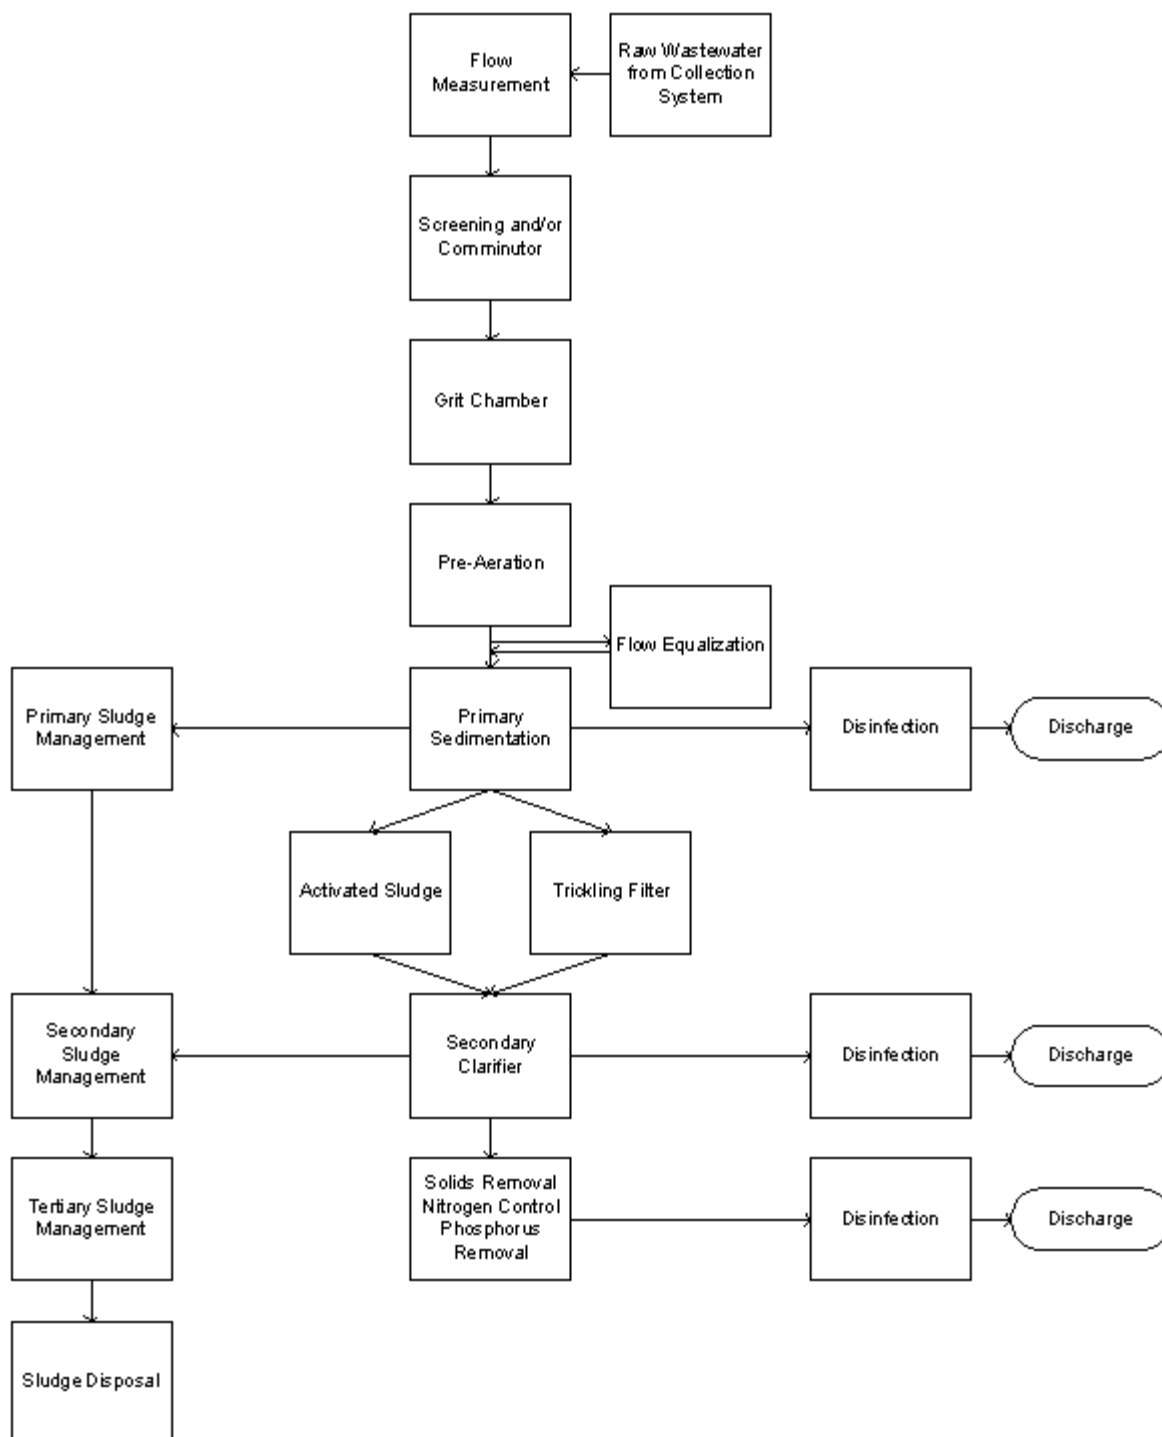 Flow
Measurement
Raw Wastewater
from Collection
System
Screening and/or
Comminutor
Grit Chamber
Pre-Aeration
Flow Equalization
Primary Sludge
Management
Primary
Sedimentation
Disinfection
Discharge
Activated Sludge
Trickling Filter
Secondary
Sludge
Management
Secondary
Clarifier
Disinfection
Discharge
Tertiary Sludge
Management
Solids Removal
Nitrogen Control
Phosphorus
Removal
Disinfection
Discharge
Sludge Disposal